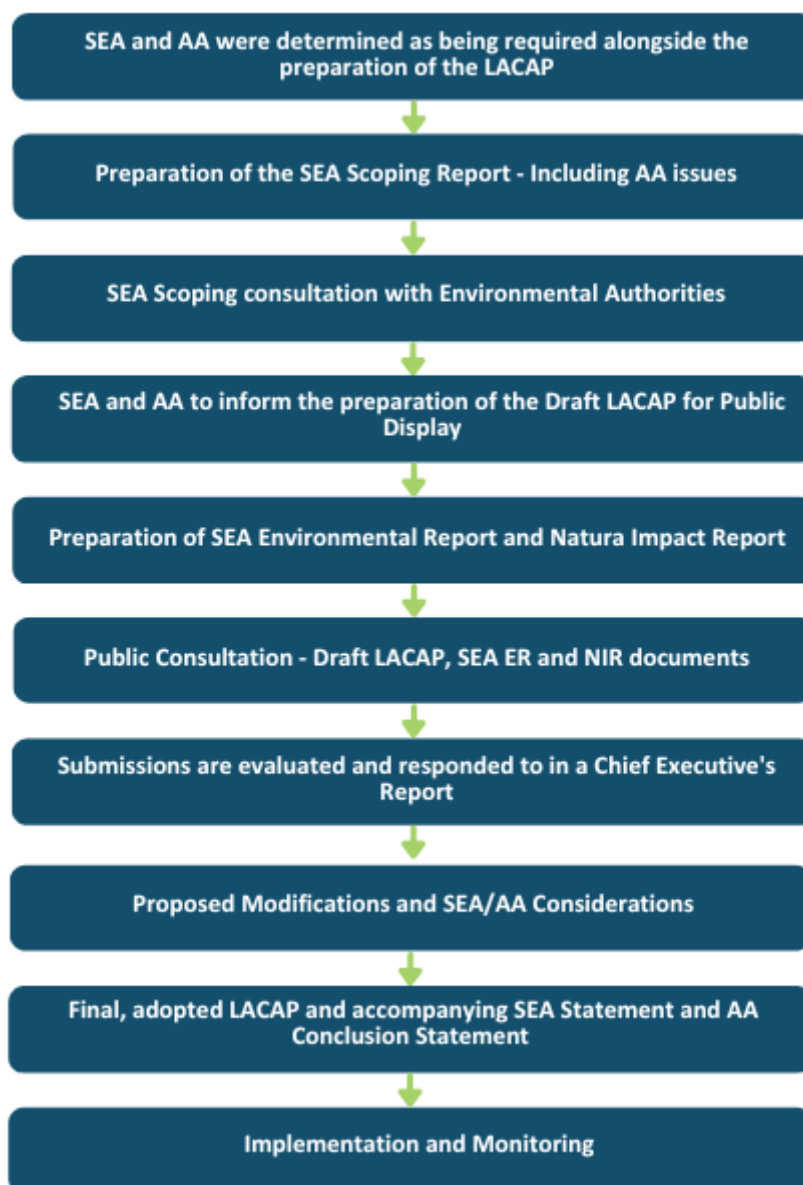 SEA and AA were determined as being required alongside the
preparation of the LACAP
Preparation of the SEA Scoping Report - Including AA issues
SEA Scoping consultation with Environmental Authorities
SEA and AA to inform the preparation of the Draft LACAP for Public
Display
Preparation of SEA Environmental Report and Natura Impact Report
Public Consultation - Draft LACAP, SEA ER and NIR documents
Submissions are evaluated and responded to in a Chief Executive's
Report
Proposed Modifications and SEA/AA Considerations
Final, adopted LACAP and accompanying SEA Statement and AA
Conclusion Statement
Implementation and Monitoring